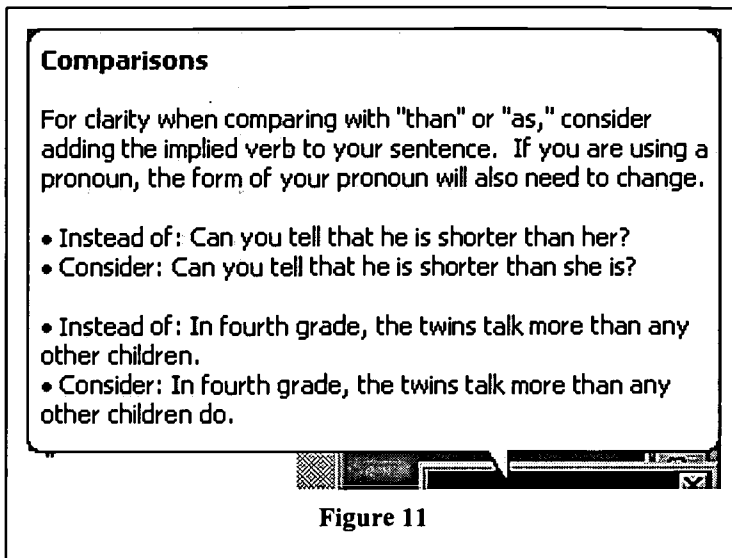 Comparisons
For clarity when comparing with "than" or "as," consider
adding the implied verb to your sentence. If you are using a
pronoun, the form of your pronoun will also need to change.
• Instead of: Can you tell that he is shorter than her?
• Consider: Can you tell that he is shorter than she is?
• Instead of: In fourth grade, the twins talk more than any
other children.
• Consider: In fourth grade, the twins talk more than any
other children do.
Figure 11